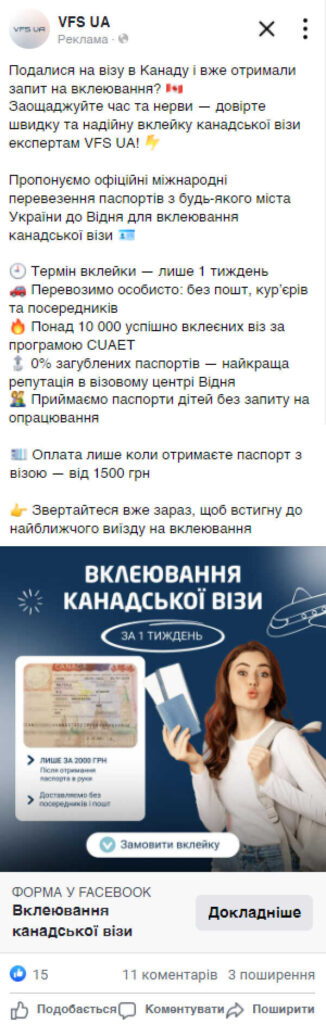 VFS UA
VFS UA
Реклама ·
Подалися на візу в Канаду і вже отримали
запит на вклеювання? 🇨🇦
Заощаджуйте час та нерви — довірте
швидку та надійну вклейку канадської візи
експертам VFS UA! ⚡
Пропонуємо офіційні міжнародні
перевезення паспортів з будь-якого міста
України до Відня для вклеювання
канадської візи 🪪
🕘 Термін вклейки — лише 1 тиждень
🚗 Перевозимо особисто: без пошт, кур'єрів
та посередників
🔥 Понад 10 000 успішно вклеєних віз за
програмою CUAET
0% загублених паспортів — найкраща
репутація в візовому центрі Відня
Приймаємо паспорти дітей без запиту на
опрацювання
Оплата лише коли отримаєте паспорт з
візою — від 1500 грн
👉 Звертайтеся вже зараз, щоб встигну до
найближчого виїзду на вклеювання
ВКЛЕЮВАННЯ
КАНАДСЬКОЇ ВІЗИ
ЗА 1 ТИЖДЕНЬ
ЛИШЕ ЗА 2000 ГРН
Після отримання
паспорта в руки
Доставляємо без
посередників і пошт
Замовити вклейку
ФОРМА У FACEBOOK
Вклеювання
канадської візи
Докладніше
15
11 коментарів 3 поширення
Подобається Коментувати Поширити